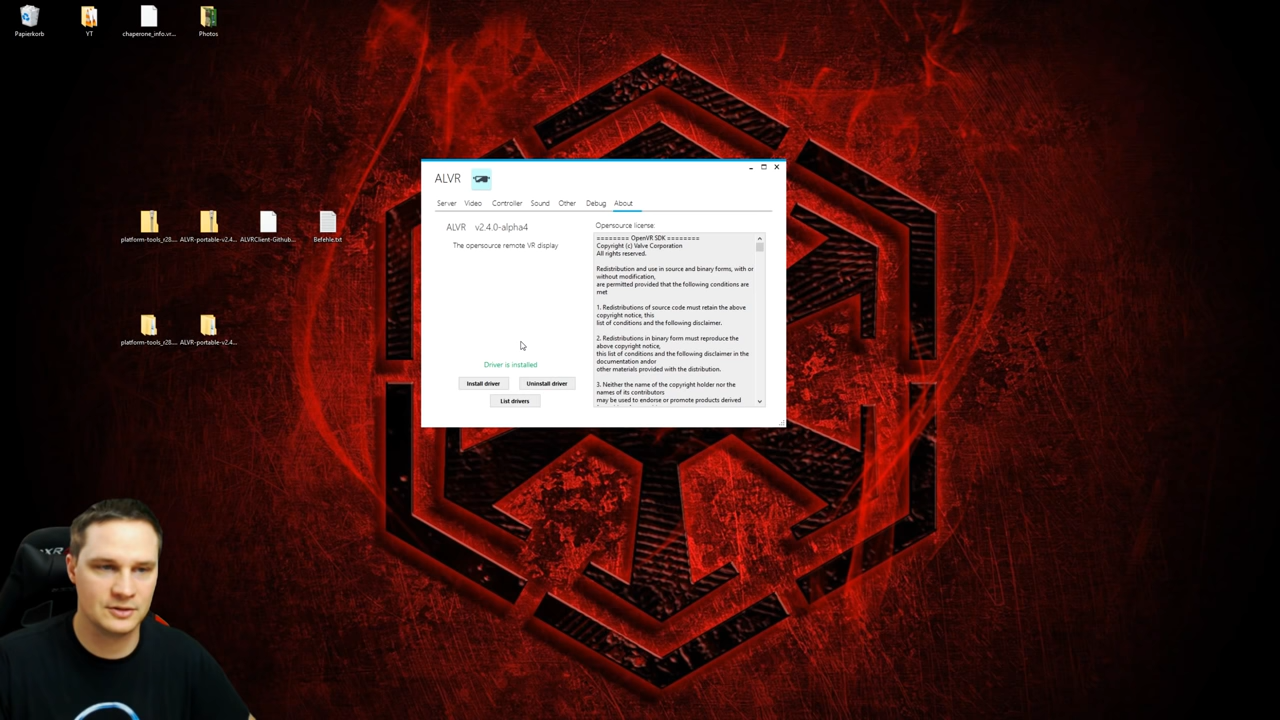 Papierkorb
YT
chaperone_info.vr...
Photos
platform-tools_r28....
ALVR-portable-v2.4...
ALVRClient-Github...
Befehle.txt
platform-tools_r28....
ALVR-portable-v2.4...
ALVR
Server
Video
Controller
Sound
Other
Debug
About
ALVR v2.4.0-alpha4
The opensource remote VR display
Driver is installed
Install driver
Uninstall driver
List drivers
Opensource license:
======== OpenVR SDK ========
Copyright (c) Valve Corporation
All rights reserved.
Redistribution and use in source and binary forms, with or
without modification,
are permitted provided that the following conditions are
met
1. Redistributions of source code must retain the above
copyright notice, this
list of conditions and the following disclaimer.
2. Redistributions in binary form must reproduce the
above copyright notice,
this list of conditions and the following disclaimer in the
documentation andor
other materials provided with the distribution.
3. Neither the name of the copyright holder nor the
names of its contributors
may be used to endorse or promote products derived